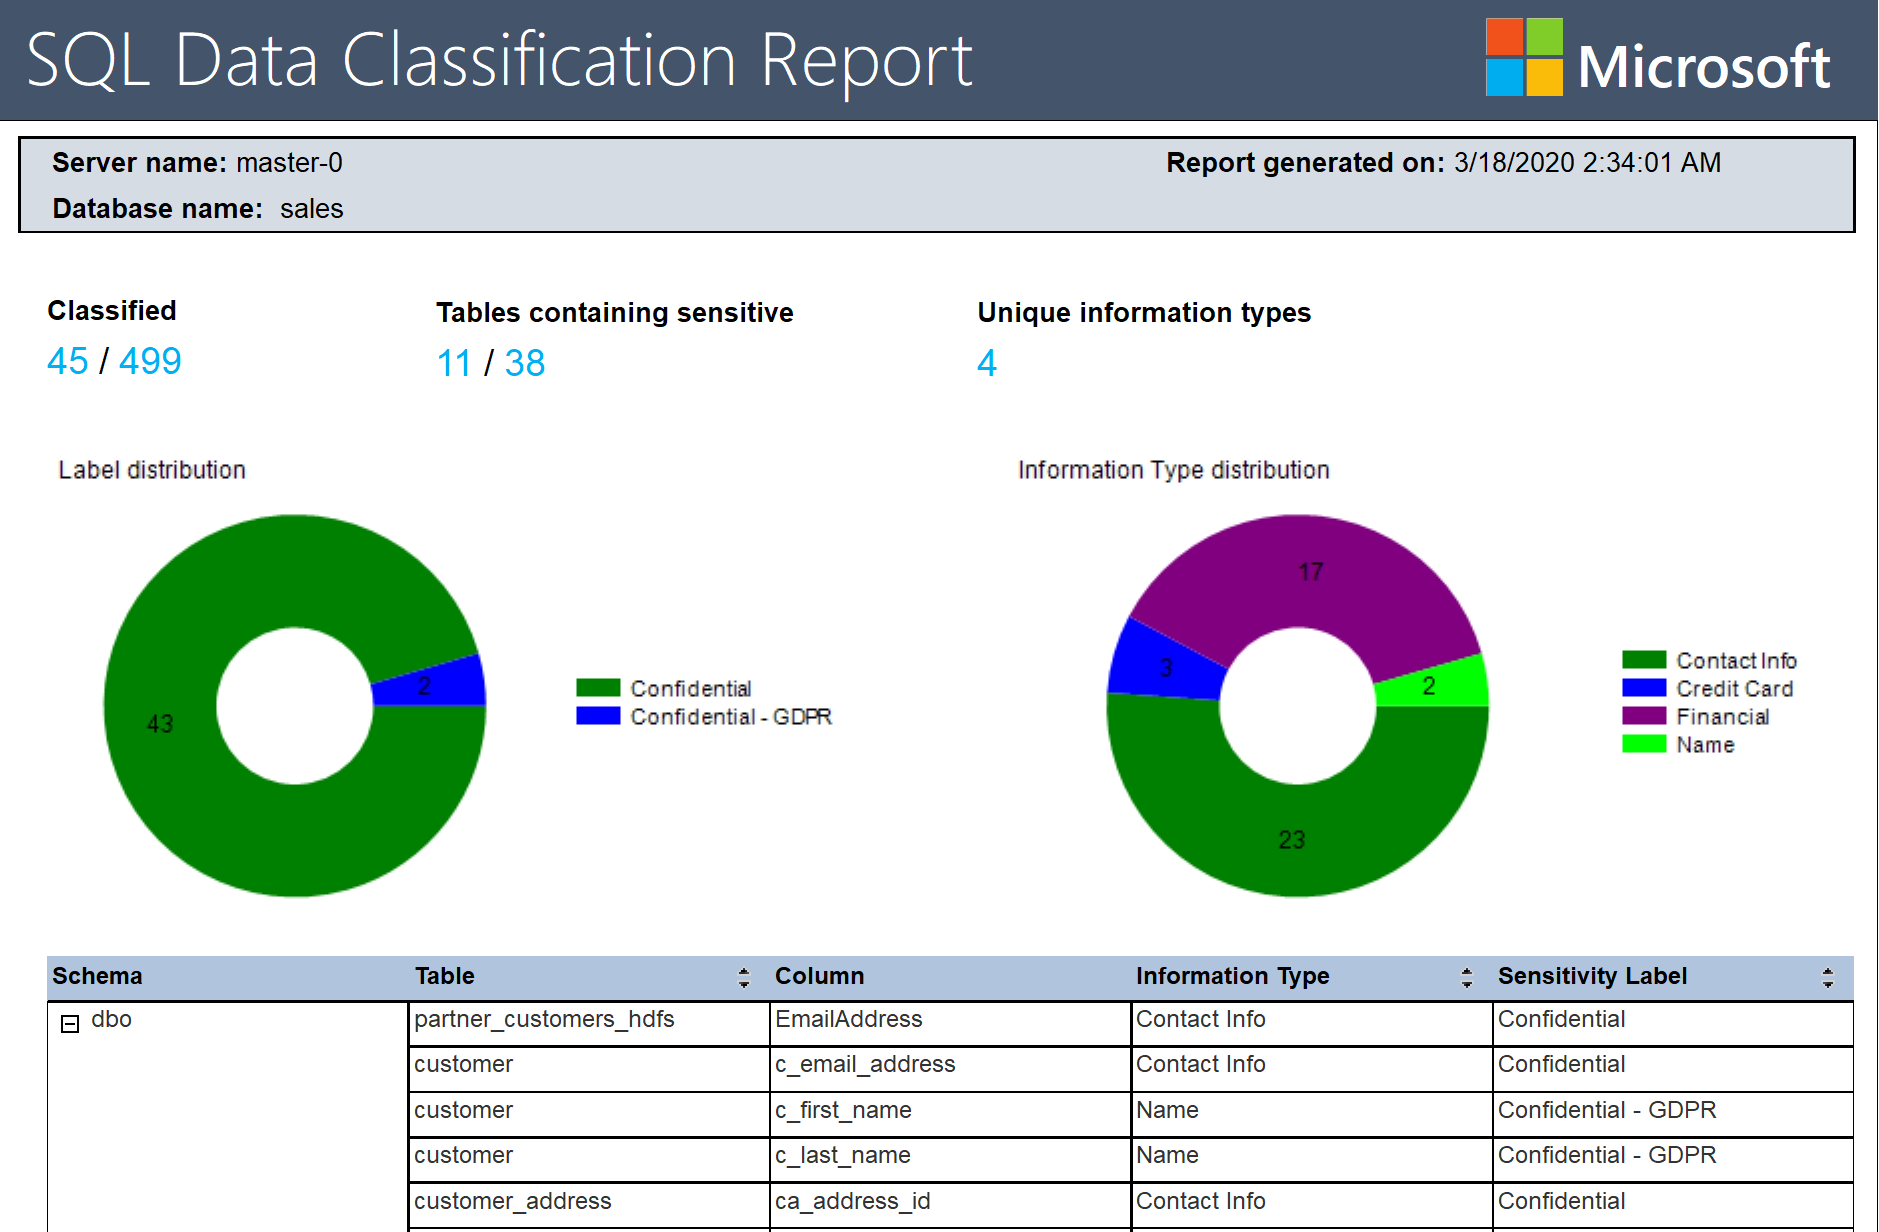 SQL Data Classification Report
Microsoft
Server name: master-0
Report generated on: 3/18/2020 2:34:01 AM
Database name: sales
Classified
Tables containing sensitive
Unique information types
45 / 499
11 / 38
4
Label distribution
43
2
Confidential
Confidential - GDPR
Information Type distribution
17
3
2
23
Contact Info
Credit Card
Financial
Name
Schema Table Column Information Type Sensitivity Label
dbo partner_customers_hdfs EmailAddress Contact Info Confidential
customer c_email_address Contact Info Confidential
customer c_first_name Name Confidential - GDPR
customer c_last_name Name Confidential - GDPR
customer_address ca_address_id Contact Info Confidential